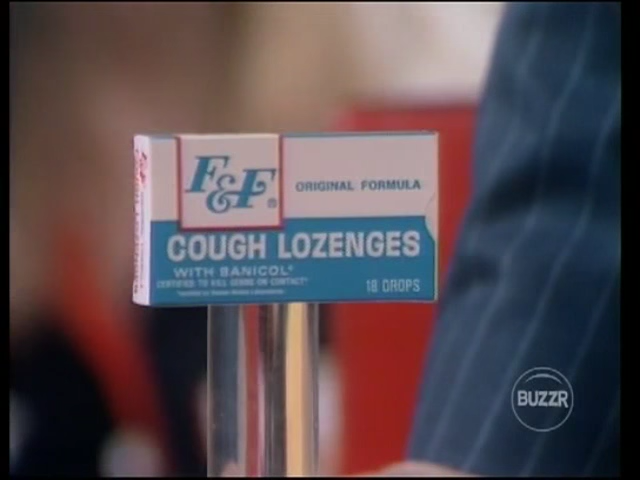 F&F®
ORIGINAL FORMULA
COUGH LOZENGES
WITH BANICOL®
CERTIFIED TO KILL GERMS ON CONTACT*
18 DROPS
BUZZR